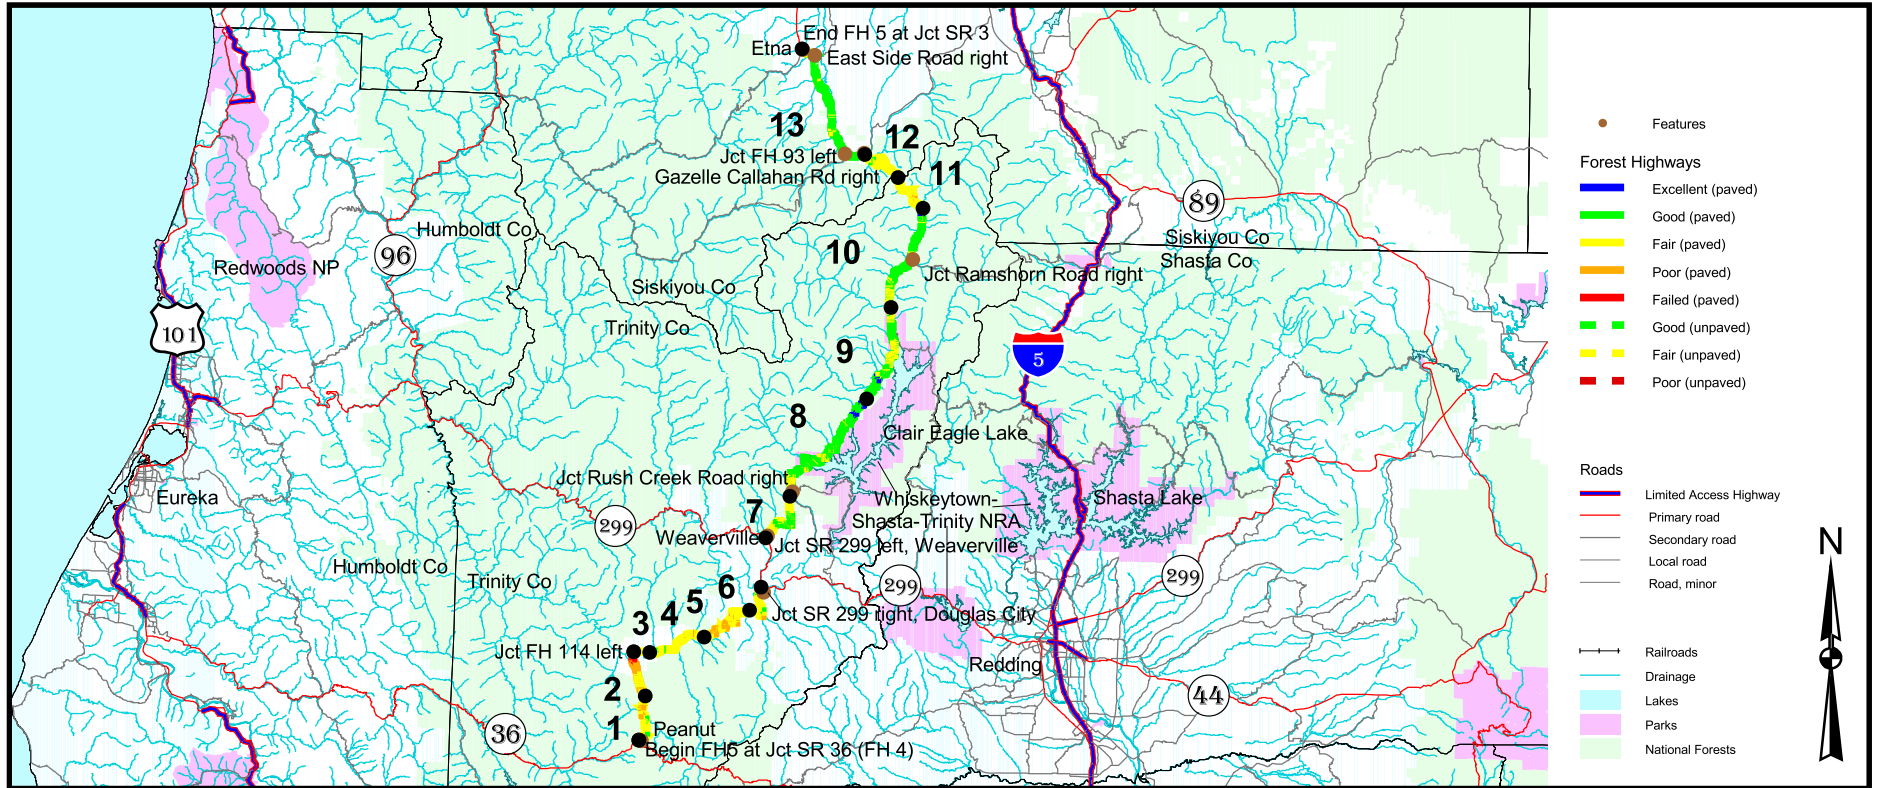 End FH 5 at Jct SR 3
Etna
East Side Road right
13
12
Jct FH 93 left
Gazelle Callahan Rd right
11
89
Humboldt Co
96
Redwoods NP
10
Siskiyou Co
Shasta Co
Jct Ramshorn Road right
Siskiyou Co
Trinity Co
101
9
5
8
Clair Eagle Lake
Jct Rush Creek Road right
Eureka
Whiskeytown-
Shasta-Trinity NRA
Shasta Lake
7
299
Weaverville
Jct SR 299 left, Weaverville
Humboldt Co
Trinity Co
6
299
299
5
4
3
Jct SR 299 right, Douglas City
Jct FH 114 left
Redding
2
44
1
Peanut
36
Begin FH5 at Jct SR 36 (FH 4)
Features
Forest Highways
Excellent (paved)
Good (paved)
Fair (paved)
Poor (paved)
Failed (paved)
Good (unpaved)
Fair (unpaved)
Poor (unpaved)
Roads
Limited Access Highway
Primary road
Secondary road
Local road
Road, minor
Railroads
Drainage
Lakes
Parks
National Forests
N